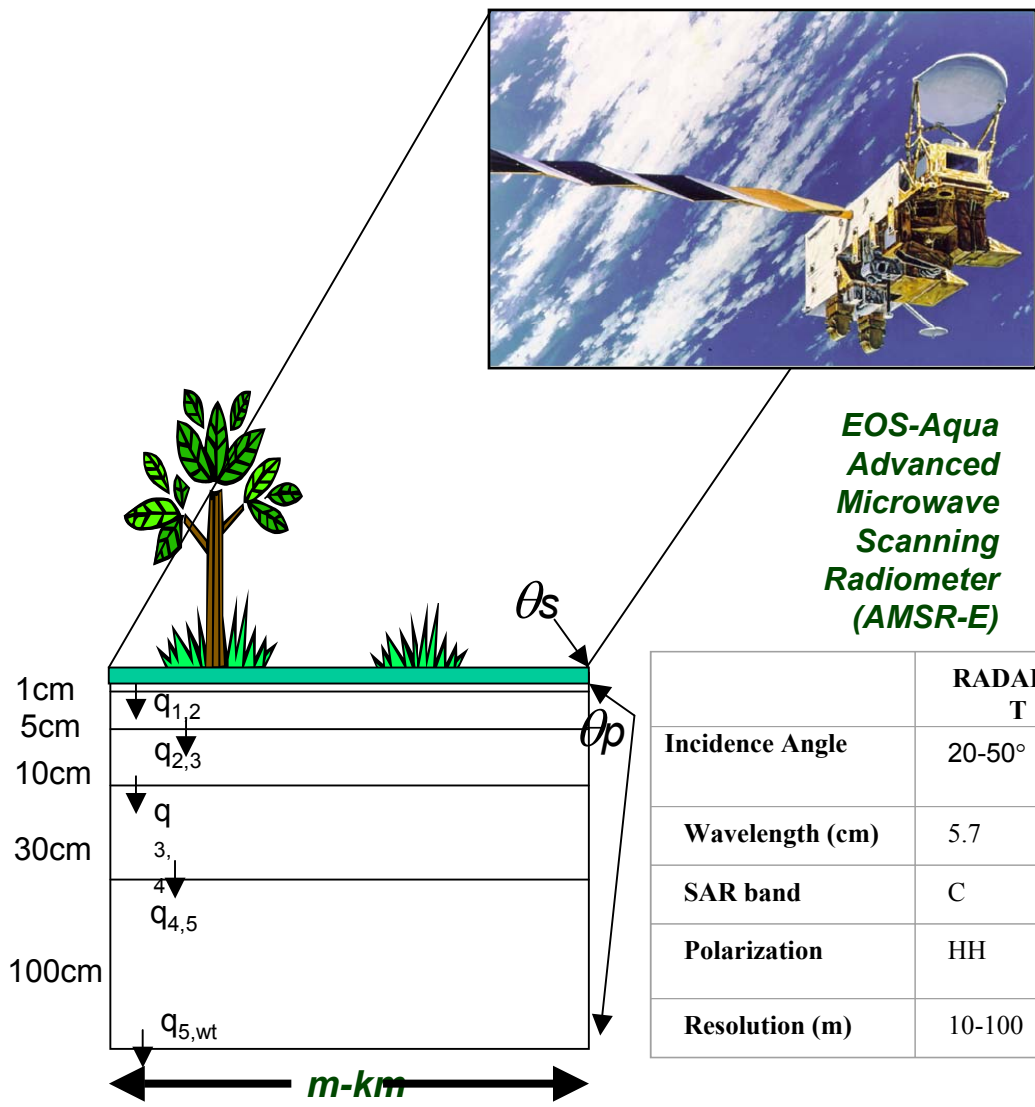 EOS-Aqua
Advanced
Microwave
Scanning
Radiometer
(AMSR-E)
θs
θp
1cm
5cm
10cm
30cm
100cm
q1,2
q2,3
q
3,
4
q4,5
q5,wt
m-km
RADA
T
Incidence Angle 20-50°
Wavelength (cm) 5.7
SAR band C
Polarization HH
Resolution (m) 10-100